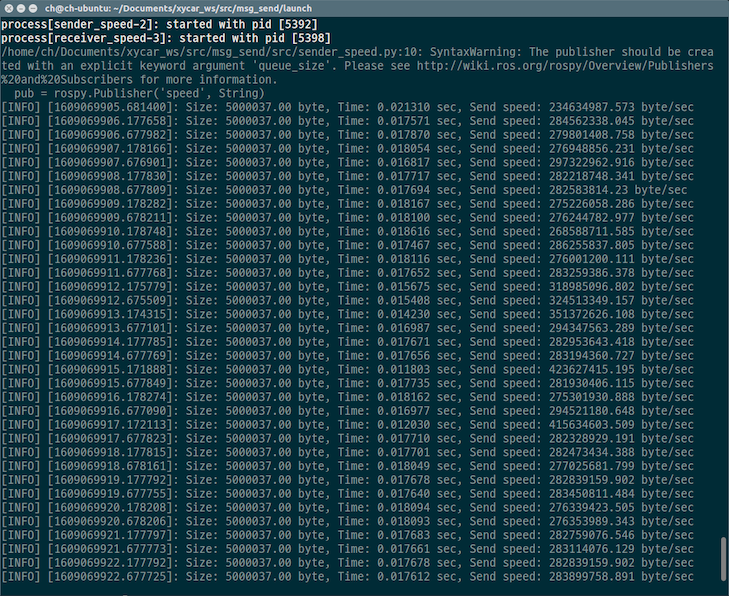 ch@ch-ubuntu: ~/Documents/xycar_ws/src/msg_send/launch
process[sender_speed-2]: started with pid [5392]
process[receiver_speed-3]: started with pid [5398]
/home/ch/Documents/xycar_ws/src/msg_send/src/sender_speed.py:10: SyntaxWarning: The publisher should be crea
ted with an explicit keyword argument 'queue_size'. Please see http://wiki.ros.org/rospy/Overview/Publishers
%20and%20Subscribers for more information.
  pub = rospy.Publisher('speed', String)
[INFO] [1609069905.681400]: Size: 5000037.00 byte, Time: 0.021310 sec, Send speed: 234634987.573 byte/sec
[INFO] [1609069906.177658]: Size: 5000037.00 byte, Time: 0.017571 sec, Send speed: 284562338.045 byte/sec
[INFO] [1609069906.677982]: Size: 5000037.00 byte, Time: 0.017870 sec, Send speed: 279801408.758 byte/sec
[INFO] [1609069907.178166]: Size: 5000037.00 byte, Time: 0.018054 sec, Send speed: 276948856.231 byte/sec
[INFO] [1609069907.676901]: Size: 5000037.00 byte, Time: 0.016817 sec, Send speed: 297322962.916 byte/sec
[INFO] [1609069908.177830]: Size: 5000037.00 byte, Time: 0.017717 sec, Send speed: 282218748.341 byte/sec
[INFO] [1609069908.677809]: Size: 5000037.00 byte, Time: 0.017694 sec, Send speed: 282583814.23 byte/sec
[INFO] [1609069909.178282]: Size: 5000037.00 byte, Time: 0.018167 sec, Send speed: 275226058.286 byte/sec
[INFO] [1609069909.678211]: Size: 5000037.00 byte, Time: 0.018100 sec, Send speed: 276244782.977 byte/sec
[INFO] [1609069910.178748]: Size: 5000037.00 byte, Time: 0.018616 sec, Send speed: 268588711.585 byte/sec
[INFO] [1609069910.677588]: Size: 5000037.00 byte, Time: 0.017467 sec, Send speed: 286255837.805 byte/sec
[INFO] [1609069911.178236]: Size: 5000037.00 byte, Time: 0.018116 sec, Send speed: 276001200.111 byte/sec
[INFO] [1609069911.677768]: Size: 5000037.00 byte, Time: 0.017652 sec, Send speed: 283259386.378 byte/sec
[INFO] [1609069912.175779]: Size: 5000037.00 byte, Time: 0.015675 sec, Send speed: 318985096.802 byte/sec
[INFO] [1609069912.675509]: Size: 5000037.00 byte, Time: 0.015408 sec, Send speed: 324513349.157 byte/sec
[INFO] [1609069913.174315]: Size: 5000037.00 byte, Time: 0.014230 sec, Send speed: 351372626.108 byte/sec
[INFO] [1609069913.677101]: Size: 5000037.00 byte, Time: 0.016987 sec, Send speed: 294347563.289 byte/sec
[INFO] [1609069914.177785]: Size: 5000037.00 byte, Time: 0.017671 sec, Send speed: 282953643.418 byte/sec
[INFO] [1609069914.677769]: Size: 5000037.00 byte, Time: 0.017656 sec, Send speed: 283194360.727 byte/sec
[INFO] [1609069915.171888]: Size: 5000037.00 byte, Time: 0.011803 sec, Send speed: 423627415.195 byte/sec
[INFO] [1609069915.677849]: Size: 5000037.00 byte, Time: 0.017735 sec, Send speed: 281930406.115 byte/sec
[INFO] [1609069916.178274]: Size: 5000037.00 byte, Time: 0.018162 sec, Send speed: 275301930.888 byte/sec
[INFO] [1609069916.677090]: Size: 5000037.00 byte, Time: 0.016977 sec, Send speed: 294521180.648 byte/sec
[INFO] [1609069917.172113]: Size: 5000037.00 byte, Time: 0.012030 sec, Send speed: 415634603.509 byte/sec
[INFO] [1609069917.677823]: Size: 5000037.00 byte, Time: 0.017710 sec, Send speed: 282328929.191 byte/sec
[INFO] [1609069918.177815]: Size: 5000037.00 byte, Time: 0.017701 sec, Send speed: 282473434.388 byte/sec
[INFO] [1609069918.678161]: Size: 5000037.00 byte, Time: 0.018049 sec, Send speed: 277025681.799 byte/sec
[INFO] [1609069919.177792]: Size: 5000037.00 byte, Time: 0.017678 sec, Send speed: 282839159.902 byte/sec
[INFO] [1609069919.677755]: Size: 5000037.00 byte, Time: 0.017640 sec, Send speed: 283450811.484 byte/sec
[INFO] [1609069920.178208]: Size: 5000037.00 byte, Time: 0.018094 sec, Send speed: 276339423.505 byte/sec
[INFO] [1609069920.678206]: Size: 5000037.00 byte, Time: 0.018093 sec, Send speed: 276353989.343 byte/sec
[INFO] [1609069921.177797]: Size: 5000037.00 byte, Time: 0.017683 sec, Send speed: 282759076.546 byte/sec
[INFO] [1609069921.677773]: Size: 5000037.00 byte, Time: 0.017661 sec, Send speed: 283114076.129 byte/sec
[INFO] [1609069922.177792]: Size: 5000037.00 byte, Time: 0.017678 sec, Send speed: 282839159.902 byte/sec
[INFO] [1609069922.677725]: Size: 5000037.00 byte, Time: 0.017612 sec, Send speed: 283899758.891 byte/sec